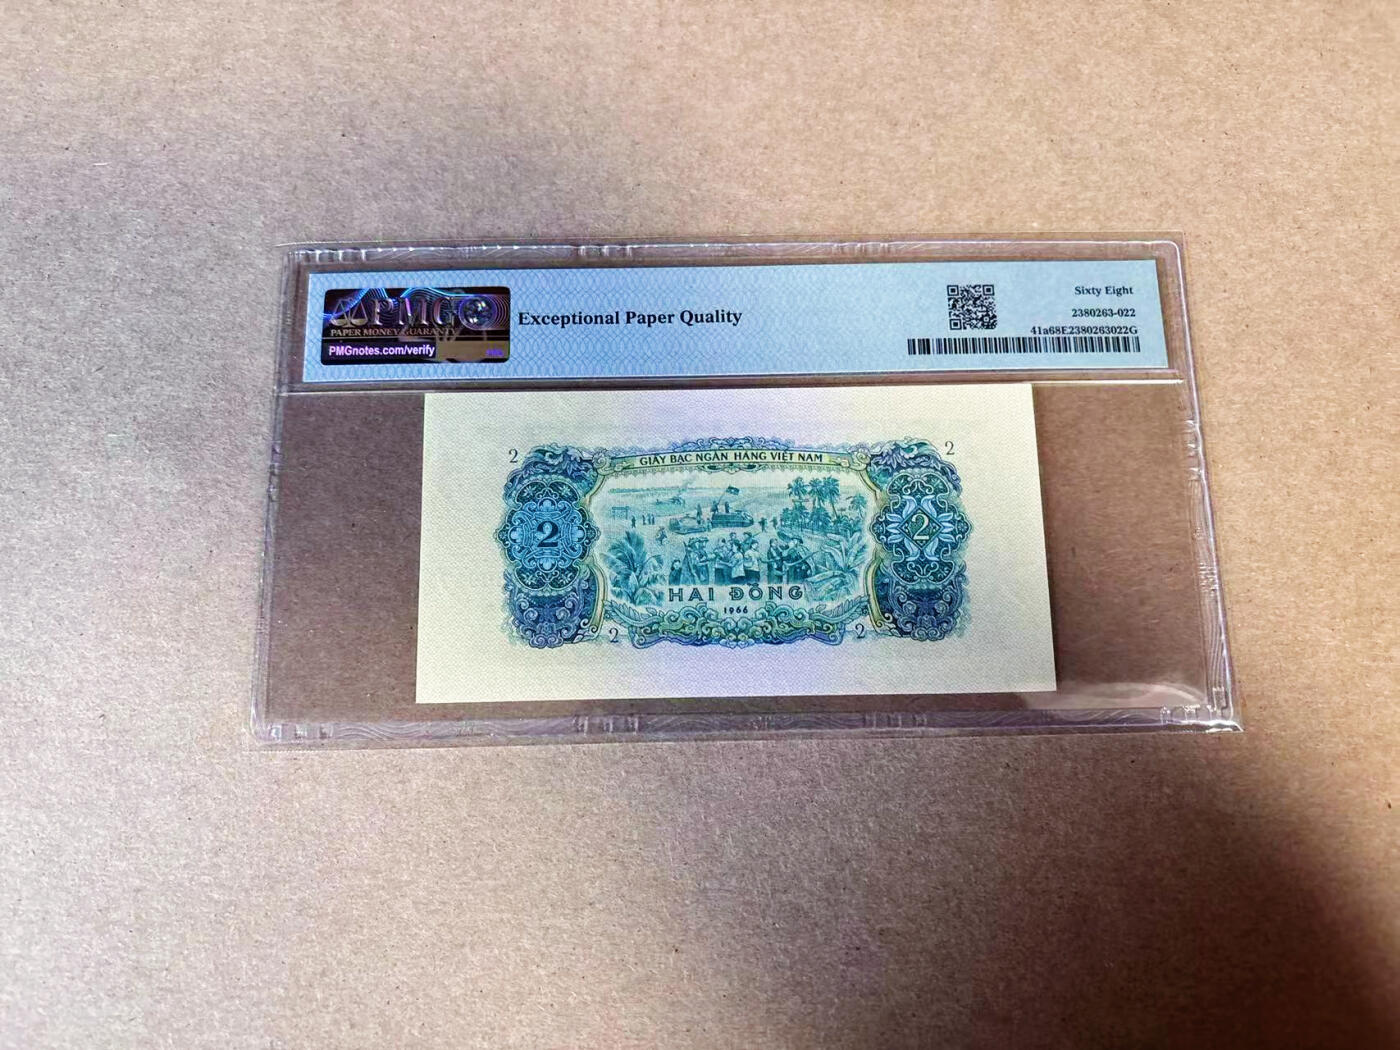 PMG
PAPER MONEY GUARANTY
PMGnotes.com/verify
Exceptional Paper Quality
Sixty Eight
2380263-022
41a68E2380263022G
2
2
GIẤY BẠC NGÂN HÀNG VIỆT NAM
2
2
HAI ĐỒNG
1966
2
2